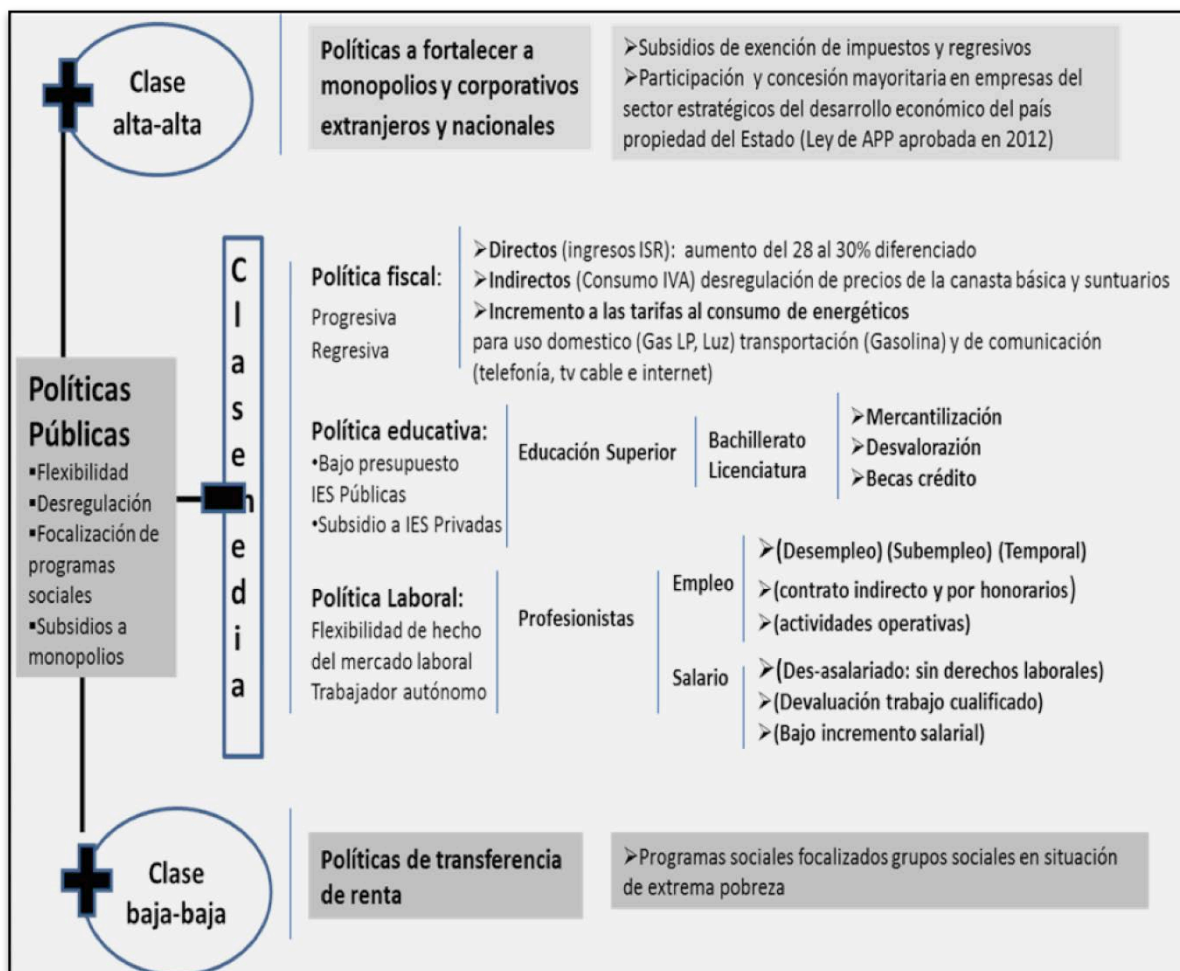 Clase
alta-alta
Políticas a fortalecer a
monopolios y corporativos
extranjeros y nacionales
➢Subsidios de exención de impuestos y regresivos
➢Participación y concesión mayoritaria en empresas del
sector estratégicos del desarrollo económico del país
propiedad del Estado (Ley de APP aprobada en 2012)
Políticas
Públicas
▪Flexibilidad
▪Desregulación
▪Focalización de
programas
sociales
▪Subsidios a
monopolios
C
l
a
s
e
m
e
d
i
a
Política fiscal:
Progresiva
Regresiva
➢Directos (ingresos ISR): aumento del 28 al 30% diferenciado
➢Indirectos (Consumo IVA) desregulación de precios de la canasta básica y suntuarios
➢Incremento a las tarifas al consumo de energéticos
para uso domestico (Gas LP, Luz) transportación (Gasolina) y de comunicación
(telefonía, tv cable e internet)
Política educativa:
•Bajo presupuesto
IES Públicas
•Subsidio a IES Privadas
Educación Superior
Bachillerato
Licenciatura
➢Mercantilización
➢Desvalorazión
➢Becas crédito
Política Laboral:
Flexibilidad de hecho
del mercado laboral
Trabajador autónomo
Profesionistas
Empleo
➢(Desempleo) (Subempleo) (Temporal)
➢(contrato indirecto y por honorarios)
➢(actividades operativas)
Salario
➢(Des-asalariado: sin derechos laborales)
➢(Devaluación trabajo cualificado)
➢(Bajo incremento salarial)
Clase
baja-baja
Políticas de transferencia
de renta
➢Programas sociales focalizados grupos sociales en situación
de extrema pobreza